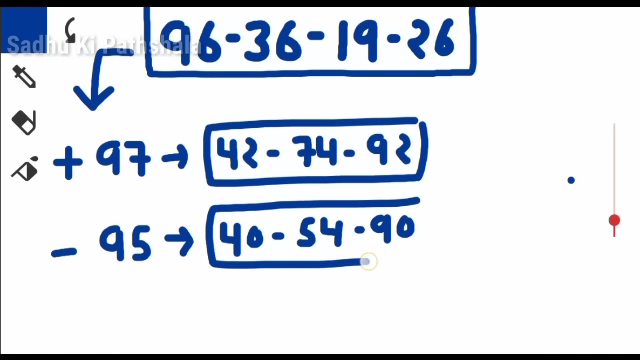 Sadhu Ki Pathshala
96-36-19-26
+ 97 → 42-74-92
- 95 → 40-54-90